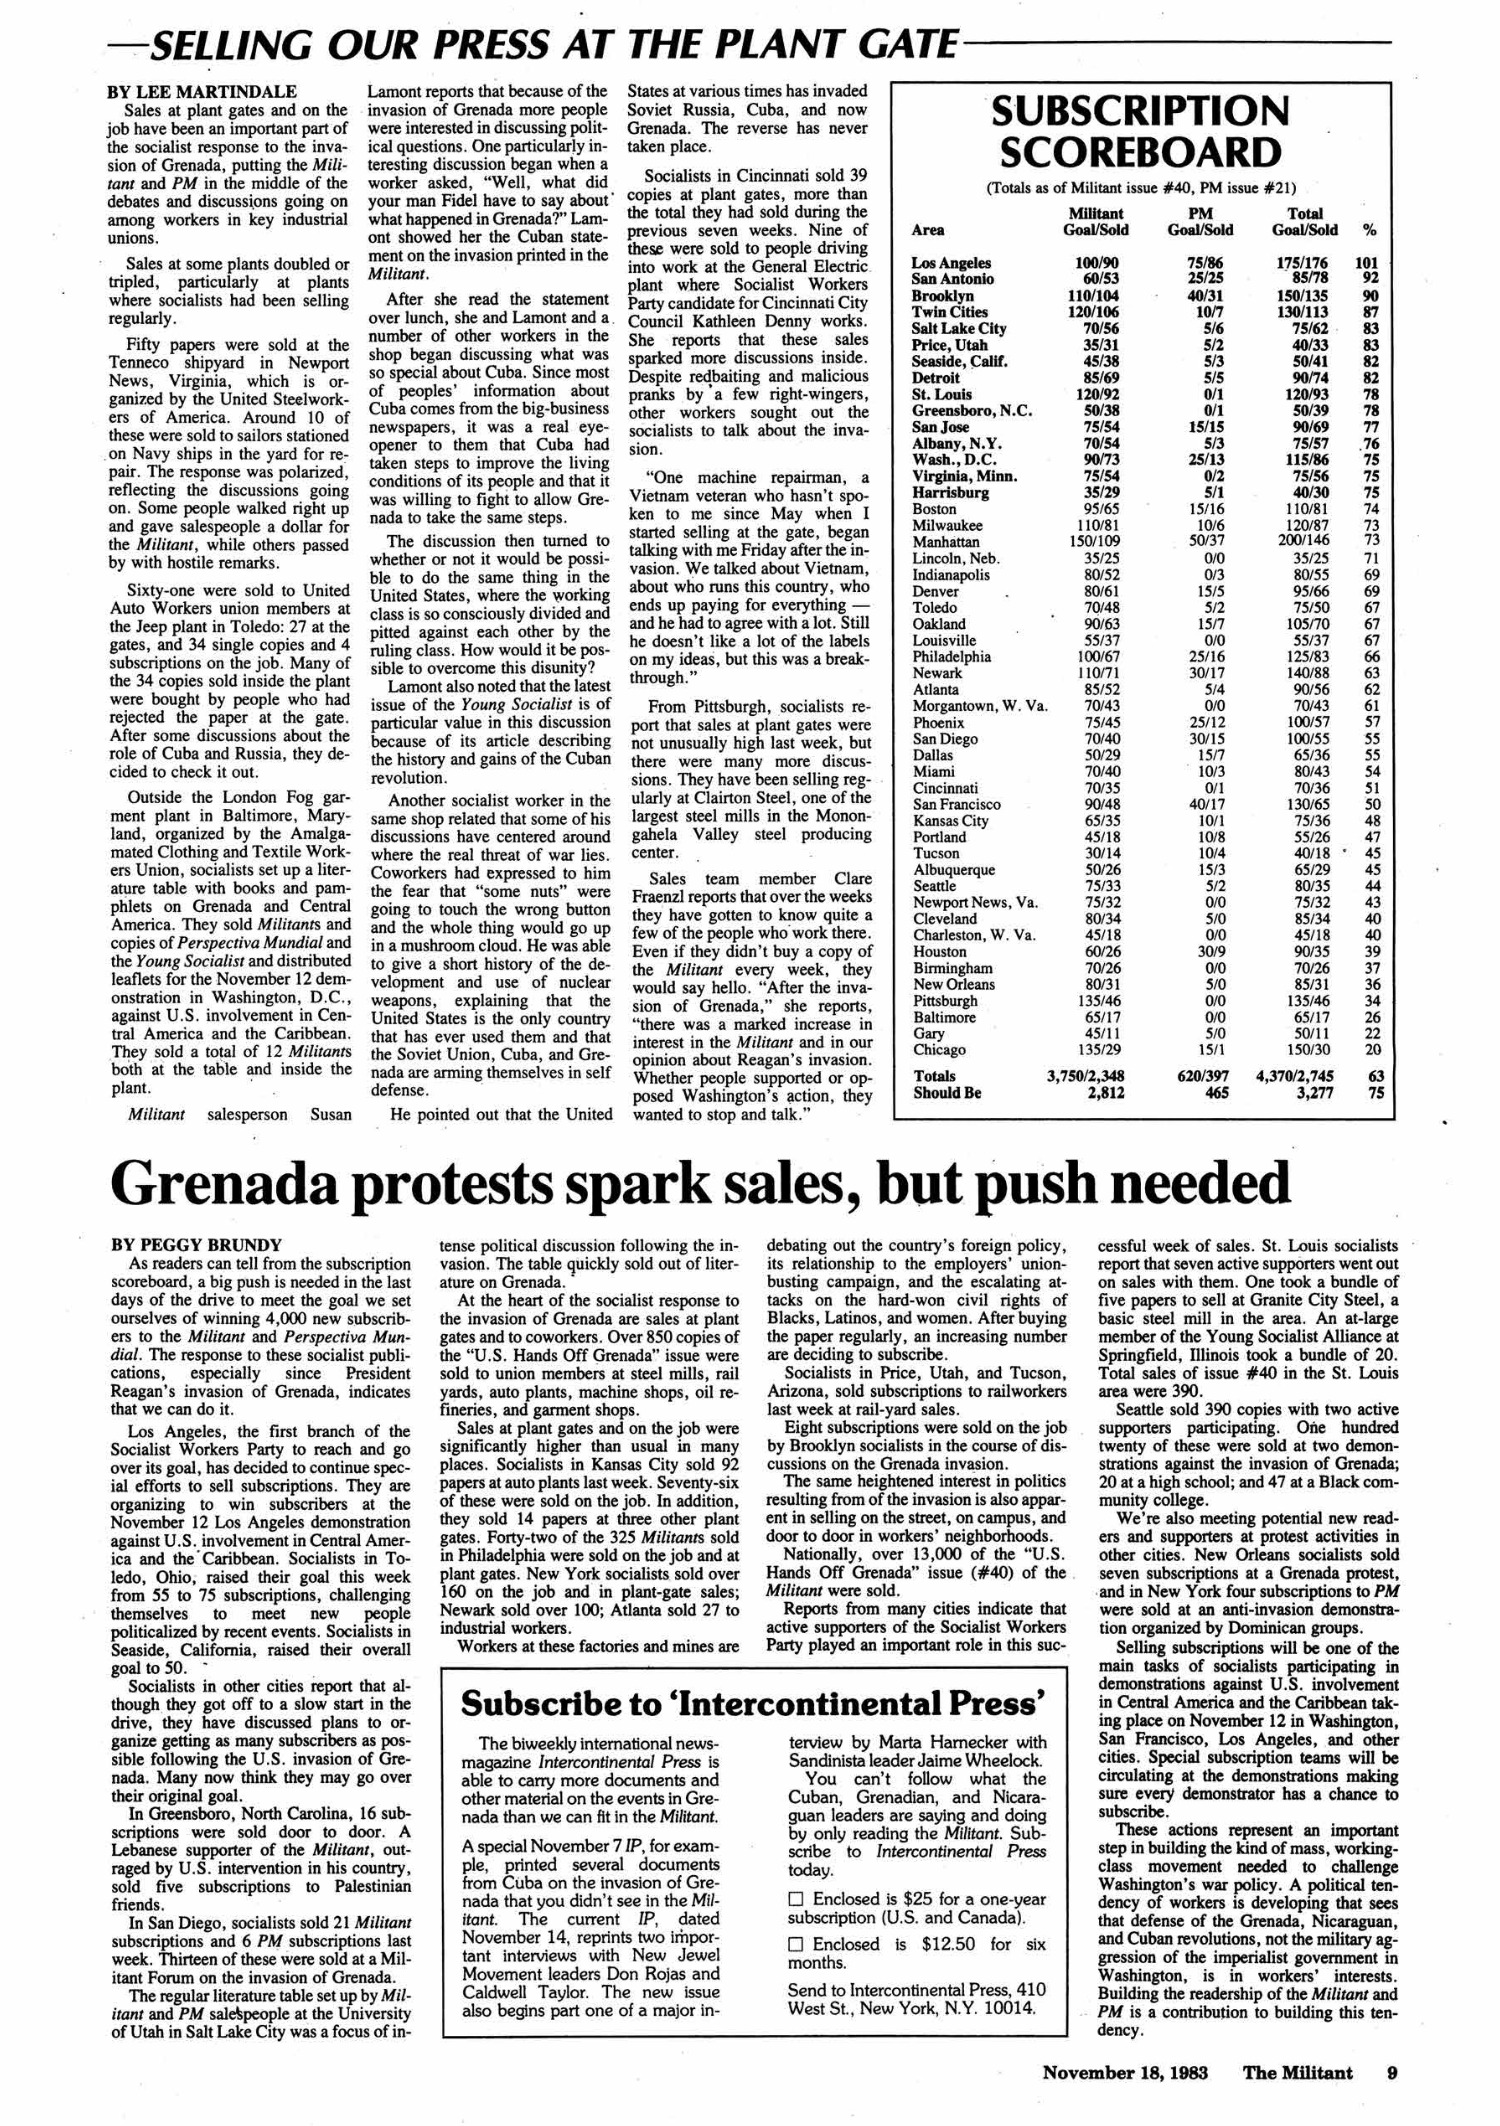 —SELLING OUR PRESS AT THE PLANT GATE—
BY LEE MARTINDALE
Sales at plant gates and on the
job have been an important part of
the socialist response to the inva-
sion of Grenada, putting the Mili-
tant and PM in the middle of the
debates and discussions going on
among workers in key industrial
unions.
Sales at some plants doubled or
tripled, particularly at plants
where socialists had been selling
regularly.
Fifty papers were sold at the
Tenneco shipyard in Newport
News, Virginia, which is or-
ganized by the United Steelwork-
ers of America. Around 10 of
these were sold to sailors stationed
on Navy ships in the yard for re-
pair. The response was polarized,
reflecting the discussions going
on. Some people walked right up
and gave salespeople a dollar for
the Militant, while others passed
by with hostile remarks.
Sixty-one were sold to United
Auto Workers union members at
the Jeep plant in Toledo: 27 at the
gates, and 34 single copies and 4
subscriptions on the job. Many of
the 34 copies sold inside the plant
were bought by people who had
rejected the paper at the gate.
After some discussions about the
role of Cuba and Russia, they de-
cided to check it out.
Outside the London Fog gar-
ment plant in Baltimore, Mary-
land, organized by the Amalga-
mated Clothing and Textile Work-
ers Union, socialists set up a liter-
ature table with books and pam-
phlets on Grenada and Central
America. They sold Militants and
copies of Perspectiva Mundial and
the Young Socialist and distributed
leaflets for the November 12 dem-
onstration in Washington, D.C.,
against U.S. involvement in Cen-
tral America and the Caribbean.
They sold a total of 12 Militants
both at the table and inside the
plant.
Militant salesperson Susan
Lamont reports that because of the
invasion of Grenada more people
were interested in discussing polit-
ical questions. One particularly in-
teresting discussion began when a
worker asked, "Well, what did
your man Fidel have to say about
what happened in Grenada?" Lam-
ont showed her the Cuban state-
ment on the invasion printed in the
Militant.
After she read the statement
over lunch, she and Lamont and a
number of other workers in the
shop began discussing what was
so special about Cuba. Since most
of peoples' information about
Cuba comes from the big-business
newspapers, it was a real eye-
opener to them that Cuba had
taken steps to improve the living
conditions of its people and that it
was willing to fight to allow Gre-
nada to take the same steps.
The discussion then turned to
whether or not it would be possi-
ble to do the same thing in the
United States, where the working
class is so consciously divided and
pitted against each other by the
ruling class. How would it be pos-
sible to overcome this disunity?
Lamont also noted that the latest
issue of the Young Socialist is of
particular value in this discussion
because of its article describing
the history and gains of the Cuban
revolution.
Another socialist worker in the
same shop related that some of his
discussions have centered around
where the real threat of war lies.
Coworkers had expressed to him
the fear that "some nuts" were
going to touch the wrong button
and the whole thing would go up
in a mushroom cloud. He was able
to give a short history of the de-
velopment and use of nuclear
weapons, explaining that the
United States is the only country
that has ever used them and that
the Soviet Union, Cuba, and Gre-
nada are arming themselves in self
defense.
He pointed out that the United
States at various times has invaded
Soviet Russia, Cuba, and now
Grenada. The reverse has never
taken place.
Socialists in Cincinnati sold 39
copies at plant gates, more than
the total they had sold during the
previous seven weeks. Nine of
these were sold to people driving
into work at the General Electric
plant where Socialist Workers
Party candidate for Cincinnati City
Council Kathleen Denny works.
She reports that these sales
sparked more discussions inside.
Despite redbaiting and malicious
pranks by a few right-wingers,
other workers sought out the
socialists to talk about the inva-
sion.
"One machine repairman, a
Vietnam veteran who hasn't spo-
ken to me since May when I
started selling at the gate, began
talking with me Friday after the in-
vasion. We talked about Vietnam,
about who runs this country, who
ends up paying for everything —
and he had to agree with a lot. Still
he doesn't like a lot of the labels
on my ideas, but this was a break-
through."
From Pittsburgh, socialists re-
port that sales at plant gates were
not unusually high last week, but
there were many more discus-
sions. They have been selling reg-
ularly at Clairton Steel, one of the
largest steel mills in the Monon-
gahela Valley steel producing
center.
Sales team member Clare
Fraenzl reports that over the weeks
they have gotten to know quite a
few of the people who work there.
Even if they didn't buy a copy of
the Militant every week, they
would say hello. "After the inva-
sion of Grenada," she reports,
"there was a marked increase in
interest in the Militant and in our
opinion about Reagan's invasion.
Whether people supported or op-
posed Washington's action, they
wanted to stop and talk."
SUBSCRIPTION
SCOREBOARD
(Totals as of Militant issue #40, PM issue #21)
Militant PM Total
Area Goal/Sold Goal/Sold Goal/Sold %
Los Angeles 100/90 75/86 175/176 101
San Antonio 60/53 25/25 85/78 92
Brooklyn 110/104 40/31 150/135 90
Twin Cities 120/106 10/7 130/113 87
Salt Lake City 70/56 5/6 75/62 83
Price, Utah 35/31 5/2 40/33 83
Seaside, Calif. 45/38 5/3 50/41 82
Detroit 85/69 5/5 90/74 82
St. Louis 120/92 0/1 120/93 78
Greensboro, N.C. 50/38 0/1 50/39 78
San Jose 75/54 15/15 90/69 77
Albany, N.Y. 70/54 5/3 75/57 76
Wash., D.C. 90/73 25/13 115/86 75
Virginia, Minn. 75/54 0/2 75/56 75
Harrisburg 35/29 5/1 40/30 75
Boston 95/65 15/16 110/81 74
Milwaukee 110/81 10/6 120/87 73
Manhattan 150/109 50/37 200/146 73
Lincoln, Neb. 35/25 0/0 35/25 71
Indianapolis 80/52 0/3 80/55 69
Denver 80/61 15/5 95/66 69
Toledo 70/48 5/2 75/50 67
Oakland 90/63 15/7 105/70 67
Louisville 55/37 0/0 55/37 67
Philadelphia 100/67 25/16 125/83 66
Newark 110/71 30/17 140/88 63
Atlanta 85/52 5/4 90/56 62
Morgantown, W. Va. 70/43 0/0 70/43 61
Phoenix 75/45 25/12 100/57 57
San Diego 70/40 30/15 100/55 55
Dallas 50/29 15/7 65/36 55
Miami 70/40 10/3 80/43 54
Cincinnati 70/35 0/1 70/36 51
San Francisco 90/48 40/17 130/65 50
Kansas City 65/35 10/1 75/36 48
Portland 45/18 10/8 55/26 47
Tucson 30/14 10/4 40/18 45
Albuquerque 50/26 15/3 65/29 45
Seattle 75/33 5/2 80/35 44
Newport News, Va. 75/32 0/0 75/32 43
Cleveland 80/34 5/0 85/34 40
Charleston, W. Va. 45/18 0/0 45/18 40
Houston 60/26 30/9 90/35 39
Birmingham 70/26 0/0 70/26 37
New Orleans 80/31 5/0 85/31 36
Pittsburgh 135/46 0/0 135/46 34
Baltimore 65/17 0/0 65/17 26
Gary 45/11 5/0 50/11 22
Chicago 135/29 15/1 150/30 20
Totals 3,750/2,348 620/397 4,370/2,745 63
Should Be 2,812 465 3,277 75
Grenada protests spark sales, but push needed
BY PEGGY BRUNDY
As readers can tell from the subscription
scoreboard, a big push is needed in the last
days of the drive to meet the goal we set
ourselves of winning 4,000 new subscrib-
ers to the Militant and Perspectiva Mun-
dial. The response to these socialist publi-
cations, especially since President
Reagan's invasion of Grenada, indicates
that we can do it.
Los Angeles, the first branch of the
Socialist Workers Party to reach and go
over its goal, has decided to continue spec-
ial efforts to sell subscriptions. They are
organizing to win subscribers at the
November 12 Los Angeles demonstration
against U.S. involvement in Central Amer-
ica and the Caribbean. Socialists in To-
ledo, Ohio, raised their goal this week
from 55 to 75 subscriptions, challenging
themselves to meet new people
politicalized by recent events. Socialists in
Seaside, California, raised their overall
goal to 50.
Socialists in other cities report that al-
though they got off to a slow start in the
drive, they have discussed plans to or-
ganize getting as many subscribers as pos-
sible following the U.S. invasion of Gre-
nada. Many now think they may go over
their original goal.
In Greensboro, North Carolina, 16 sub-
scriptions were sold door to door. A
Lebanese supporter of the Militant, out-
raged by U.S. intervention in his country,
sold five subscriptions to Palestinian
friends.
In San Diego, socialists sold 21 Militant
subscriptions and 6 PM subscriptions last
week. Thirteen of these were sold at a Mil-
itant Forum on the invasion of Grenada.
The regular literature table set up by Mil-
itant and PM salespeople at the University
of Utah in Salt Lake City was a focus of in-
tense political discussion following the in-
vasion. The table quickly sold out of liter-
ature on Grenada.
At the heart of the socialist response to
the invasion of Grenada are sales at plant
gates and to coworkers. Over 850 copies of
the "U.S. Hands Off Grenada" issue were
sold to union members at steel mills, rail
yards, auto plants, machine shops, oil re-
fineries, and garment shops.
Sales at plant gates and on the job were
significantly higher than usual in many
places. Socialists in Kansas City sold 92
papers at auto plants last week. Seventy-six
of these were sold on the job. In addition,
they sold 14 papers at three other plant
gates. Forty-two of the 325 Militants sold
in Philadelphia were sold on the job and at
plant gates. New York socialists sold over
160 on the job and in plant-gate sales;
Newark sold over 100; Atlanta sold 27 to
industrial workers.
Workers at these factories and mines are
debating out the country's foreign policy,
its relationship to the employers' union-
busting campaign, and the escalating at-
tacks on the hard-won civil rights of
Blacks, Latinos, and women. After buying
the paper regularly, an increasing number
are deciding to subscribe.
Socialists in Price, Utah, and Tucson,
Arizona, sold subscriptions to railworkers
last week at rail-yard sales.
Eight subscriptions were sold on the job
by Brooklyn socialists in the course of dis-
cussions on the Grenada invasion.
The same heightened interest in politics
resulting from of the invasion is also appar-
ent in selling on the street, on campus, and
door to door in workers' neighborhoods.
Nationally, over 13,000 of the "U.S.
Hands Off Grenada" issue (#40) of the
Militant were sold.
Reports from many cities indicate that
active supporters of the Socialist Workers
Party played an important role in this suc-
cessful week of sales. St. Louis socialists
report that seven active supporters went out
on sales with them. One took a bundle of
five papers to sell at Granite City Steel, a
basic steel mill in the area. An at-large
member of the Young Socialist Alliance at
Springfield, Illinois took a bundle of 20.
Total sales of issue #40 in the St. Louis
area were 390.
Seattle sold 390 copies with two active
supporters participating. One hundred
twenty of these were sold at two demon-
strations against the invasion of Grenada;
20 at a high school; and 47 at a Black com-
munity college.
We're also meeting potential new read-
ers and supporters at protest activities in
other cities. New Orleans socialists sold
seven subscriptions at a Grenada protest,
and in New York four subscriptions to PM
were sold at an anti-invasion demonstra-
tion organized by Dominican groups.
Selling subscriptions will be one of the
main tasks of socialists participating in
demonstrations against U.S. involvement
in Central America and the Caribbean tak-
ing place on November 12 in Washington,
San Francisco, Los Angeles, and other
cities. Special subscription teams will be
circulating at the demonstrations making
sure every demonstrator has a chance to
subscribe.
These actions represent an important
step in building the kind of mass, working-
class movement needed to challenge
Washington's war policy. A political ten-
dency of workers is developing that sees
that defense of the Grenada, Nicaraguan,
and Cuban revolutions, not the military ag-
gression of the imperialist government in
Washington, is in workers' interests.
Building the readership of the Militant and
PM is a contribution to building this ten-
dency.
Subscribe to 'Intercontinental Press'
The biweekly international news-
magazine Intercontinental Press is
able to carry more documents and
other material on the events in Gre-
nada than we can fit in the Militant.
A special November 7 IP, for exam-
ple, printed several documents
from Cuba on the invasion of Gre-
nada that you didn't see in the Mil-
itant. The current IP, dated
November 14, reprints two impor-
tant interviews with New Jewel
Movement leaders Don Rojas and
Caldwell Taylor. The new issue
also begins part one of a major in-
terview by Marta Harnecker with
Sandinista leader Jaime Wheelock.
You can't follow what the
Cuban, Grenadian, and Nicara-
guan leaders are saying and doing
by only reading the Militant. Sub-
scribe to Intercontinental Press
today.
☐ Enclosed is $25 for a one-year
subscription (U.S. and Canada).
☐ Enclosed is $12.50 for six
months.
Send to Intercontinental Press, 410
West St., New York, N.Y. 10014.
November 18, 1983 The Militant 9